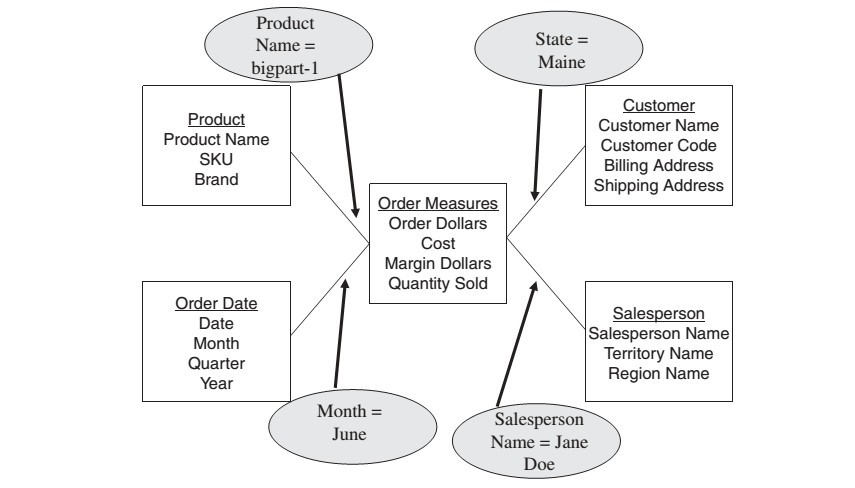 Product
Name =
bigpart-1
State =
Maine
Product
Product Name
SKU
Brand
Customer
Customer Name
Customer Code
Billing Address
Shipping Address
Order Measures
Order Dollars
Cost
Margin Dollars
Quantity Sold
Order Date
Date
Month
Quarter
Year
Salesperson
Salesperson Name
Territory Name
Region Name
Month =
June
Salesperson
Name = Jane
Doe